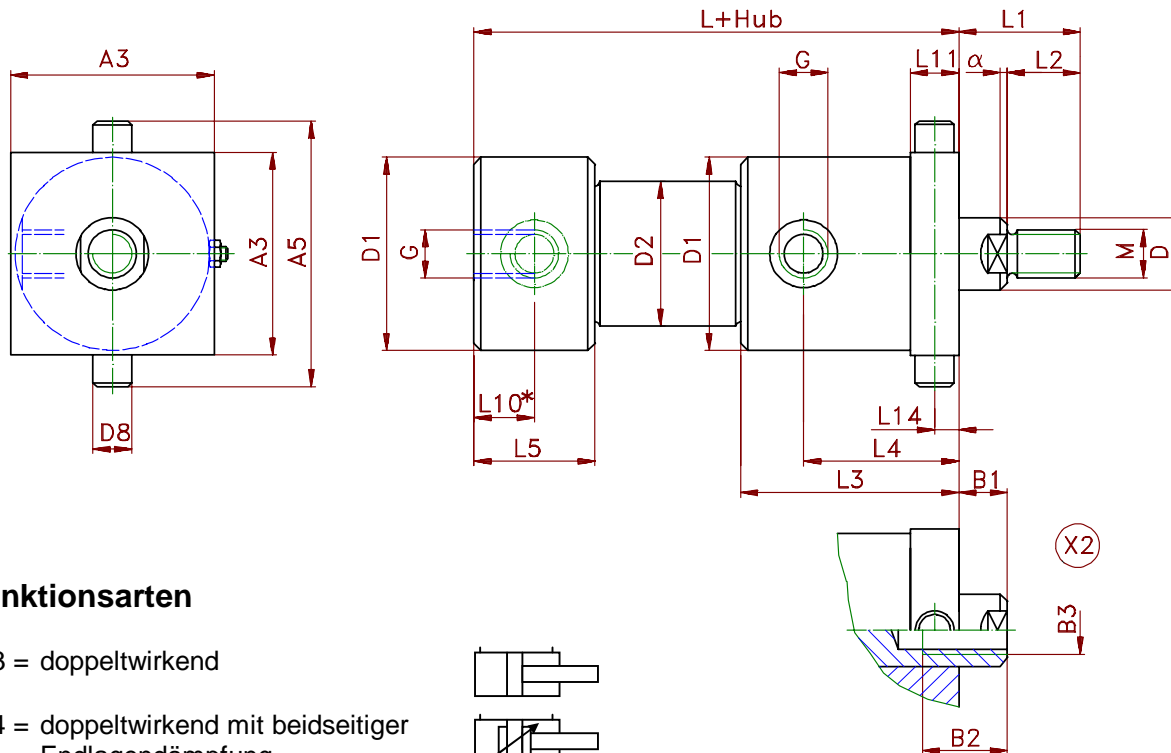 L+Hub
L1
A3
G
L11
α
L2
A3
A5
D1
G
D2
D1
M
D
L10*
D8
L14
L5
L4
L3
B1
X2
B3
nktionsarten
3 = doppeltwirkend
4 = doppeltwirkend mit beidseitiger
Endlagendämpfung
B2